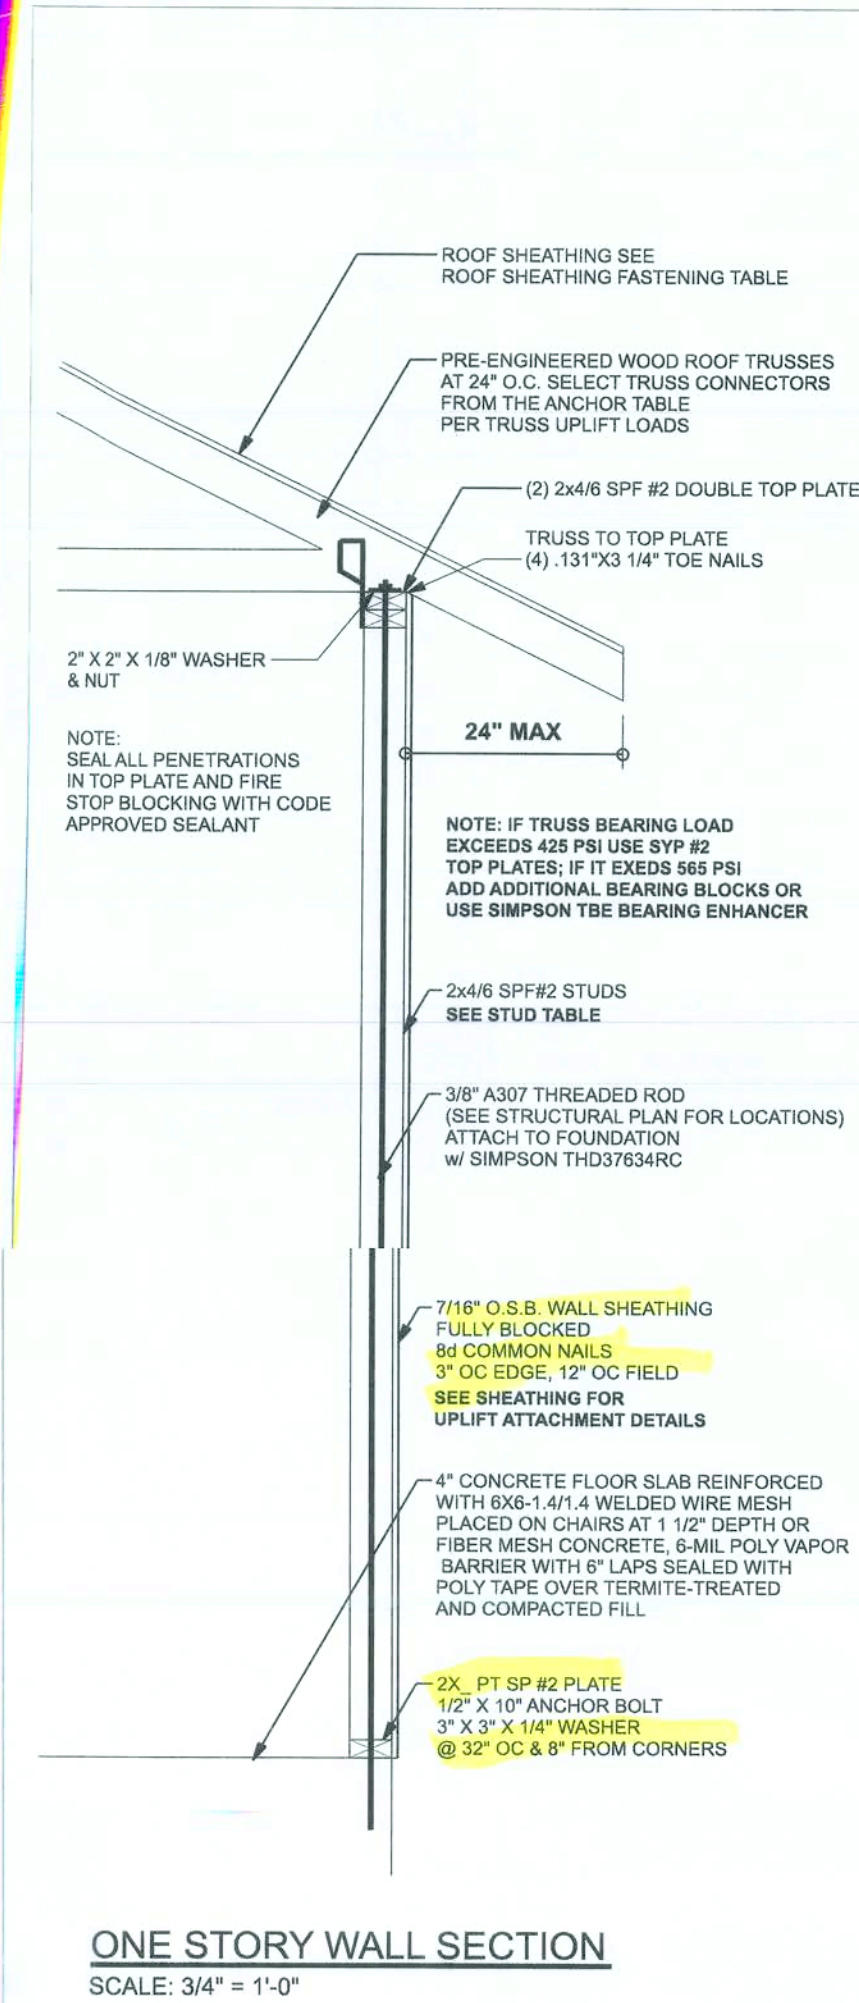 ROOF SHEATHING SEE
ROOF SHEATHING FASTENING TABLE
PRE-ENGINEERED WOOD ROOF TRUSSES
AT 24" O.C. SELECT TRUSS CONNECTORS
FROM THE ANCHOR TABLE
PER TRUSS UPLIFT LOADS
(2) 2x4/6 SPF #2 DOUBLE TOP PLATE
TRUSS TO TOP PLATE
(4) .131"X3 1/4" TOE NAILS
2" X 2" X 1/8" WASHER
& NUT
24" MAX
NOTE:
SEAL ALL PENETRATIONS
IN TOP PLATE AND FIRE
STOP BLOCKING WITH CODE
APPROVED SEALANT
NOTE: IF TRUSS BEARING LOAD
EXCEEDS 425 PSI USE SYP #2
TOP PLATES; IF IT EXEDS 565 PSI
ADD ADDITIONAL BEARING BLOCKS OR
USE SIMPSON TBE BEARING ENHANCER
2x4/6 SPF#2 STUDS
SEE STUD TABLE
3/8" A307 THREADED ROD
(SEE STRUCTURAL PLAN FOR LOCATIONS)
ATTACH TO FOUNDATION
w/ SIMPSON THD37634RC
7/16" O.S.B. WALL SHEATHING
FULLY BLOCKED
8d COMMON NAILS
3" OC EDGE, 12" OC FIELD
SEE SHEATHING FOR
UPLIFT ATTACHMENT DETAILS
4" CONCRETE FLOOR SLAB REINFORCED
WITH 6X6-1.4/1.4 WELDED WIRE MESH
PLACED ON CHAIRS AT 1 1/2" DEPTH OR
FIBER MESH CONCRETE, 6-MIL POLY VAPOR
BARRIER WITH 6" LAPS SEALED WITH
POLY TAPE OVER TERMITE-TREATED
AND COMPACTED FILL
2X_ PT SP #2 PLATE
1/2" X 10" ANCHOR BOLT
3" X 3" X 1/4" WASHER
@ 32" OC & 8" FROM CORNERS
ONE STORY WALL SECTION
SCALE: 3/4" = 1'-0"